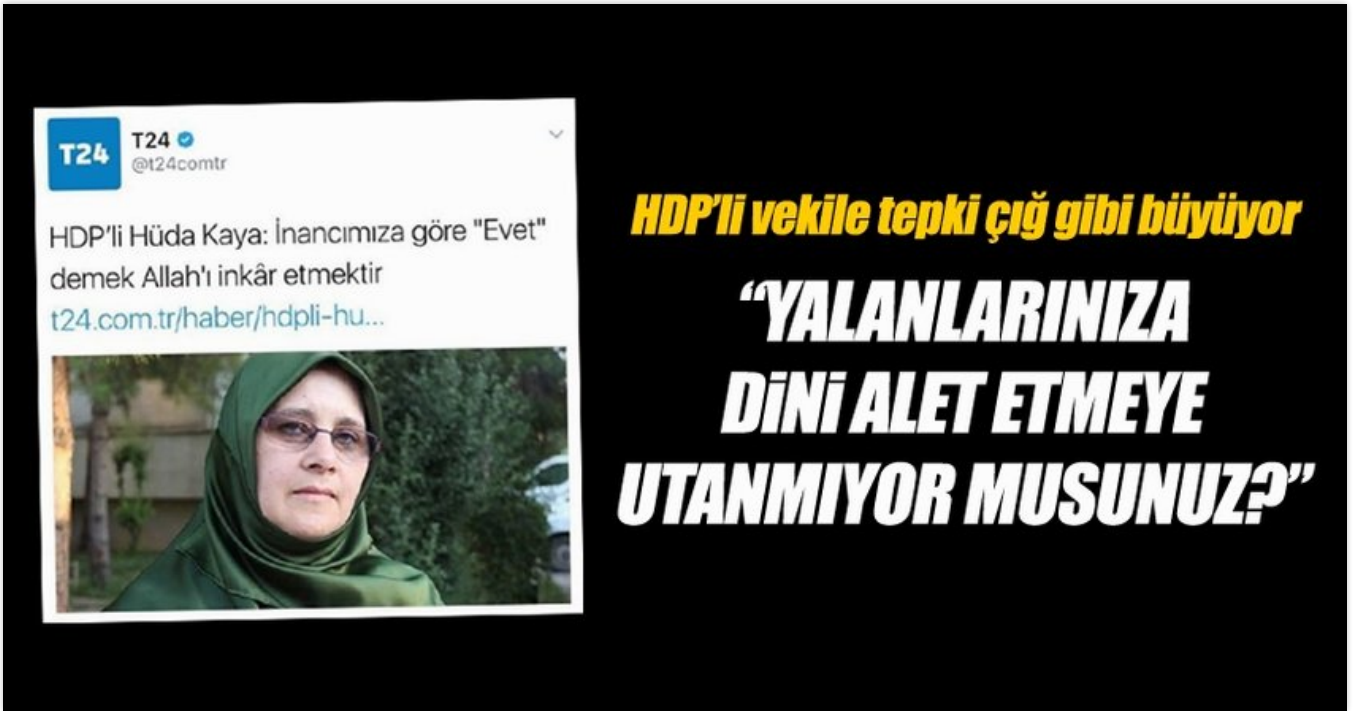 T24
T24
@t24comtr
HDP'li Hüda Kaya: İnancımıza göre "Evet"
demek Allah'ı inkâr etmektir
t24.com.tr/haber/hdpli-hu...
HDP'li vekile tepki çığ gibi büyüyor
“YALANLARINIZA
DİNİ ALET ETMEYE
UTANMIYOR MUSUNUZ?”